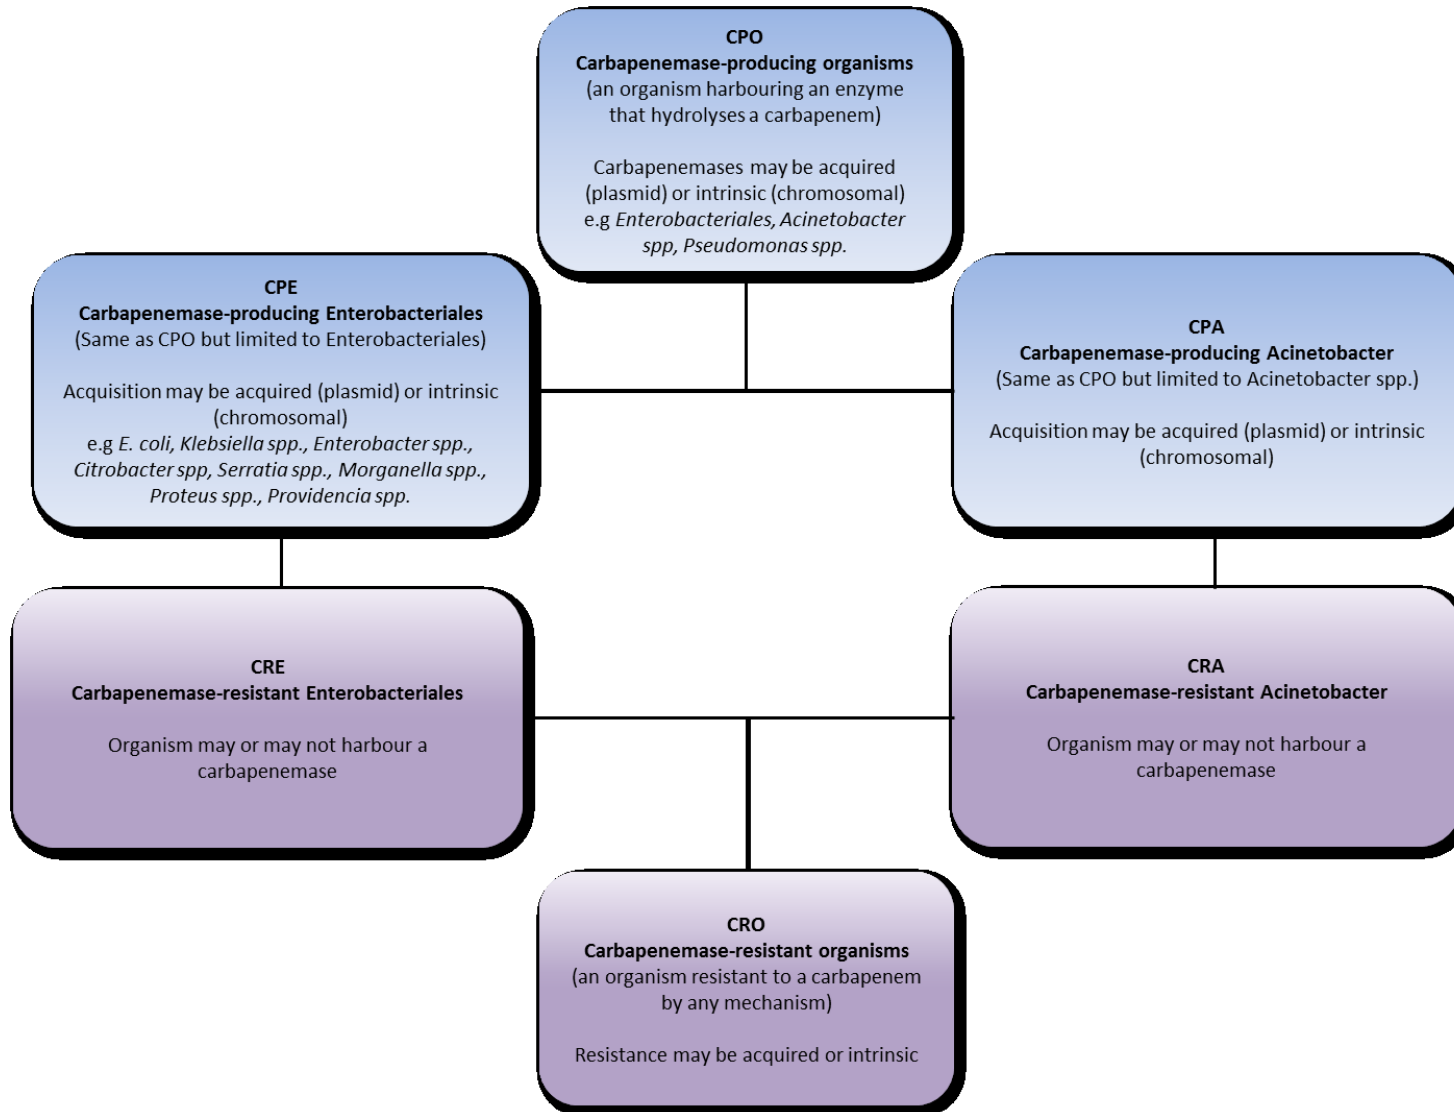 CPO
Carbapenemase-producing organisms
(an organism harbouring an enzyme
that hydrolyses a carbapenem)
Carbapenemases may be acquired
(plasmid) or intrinsic (chromosomal)
e.g Enterobacteriales, Acinetobacter
spp, Pseudomonas spp.
CPE
Carbapenemase-producing Enterobacteriales
(Same as CPO but limited to Enterobacteriales)
Acquisition may be acquired (plasmid) or intrinsic
(chromosomal)
e.g E. coli, Klebsiella spp., Enterobacter spp.,
Citrobacter spp, Serratia spp., Morganella spp.,
Proteus spp., Providencia spp.
CPA
Carbapenemase-producing Acinetobacter
(Same as CPO but limited to Acinetobacter spp.)
Acquisition may be acquired (plasmid) or intrinsic
(chromosomal)
CRE
Carbapenemase-resistant Enterobacteriales
Organism may or may not harbour a
carbapenemase
CRA
Carbapenemase-resistant Acinetobacter
Organism may or may not harbour a
carbapenemase
CRO
Carbapenemase-resistant organisms
(an organism resistant to a carbapenem
by any mechanism)
Resistance may be acquired or intrinsic